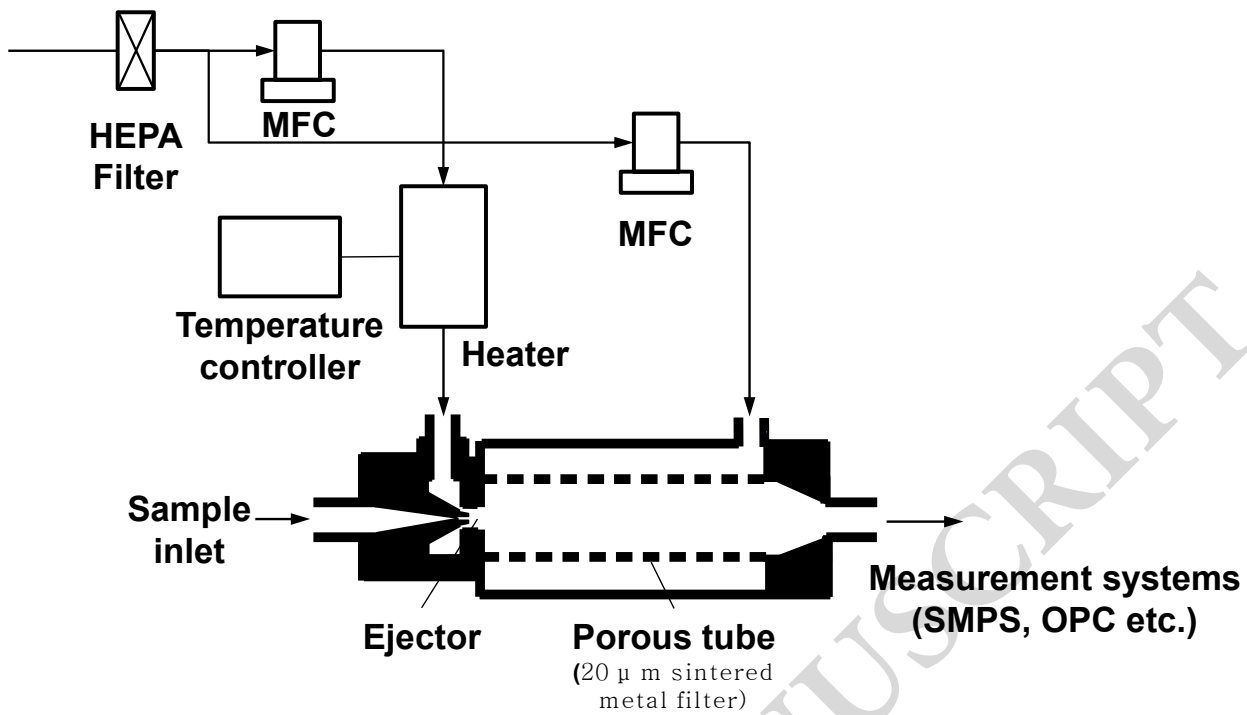 HEPA
Filter
MFC
MFC
Temperature
controller
Heater
Sample
inlet
Ejector
Porous tube
(20 μ m sintered
metal filter)
Measurement systems
(SMPS, OPC etc.)
USCRIPT